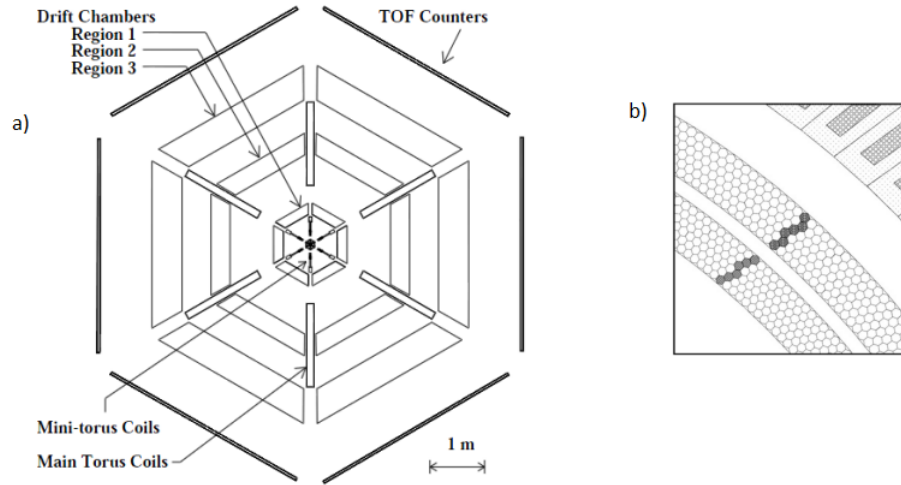 Drift Chambers
Region 1
Region 2
Region 3
TOF Counters
a)
b)
Mini-torus Coils
Main Torus Coils
1 m